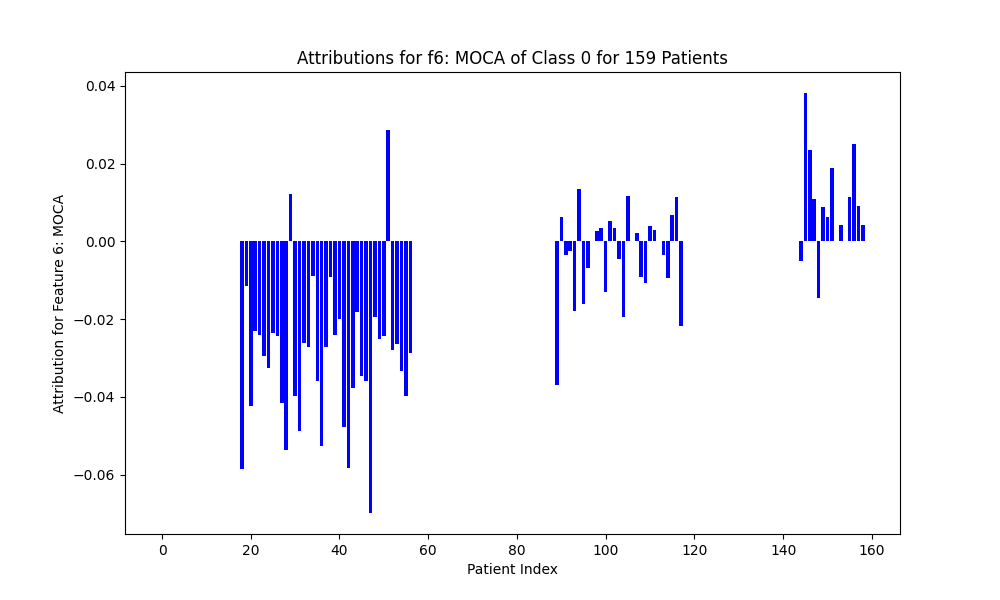 Attributions for f6: MOCA of Class 0 for 159 Patients
Attribution for Feature 6: MOCA
0.04
0.02
0.00
−0.02
−0.04
−0.06
0 20 40 60 80 100 120 140 160
Patient Index